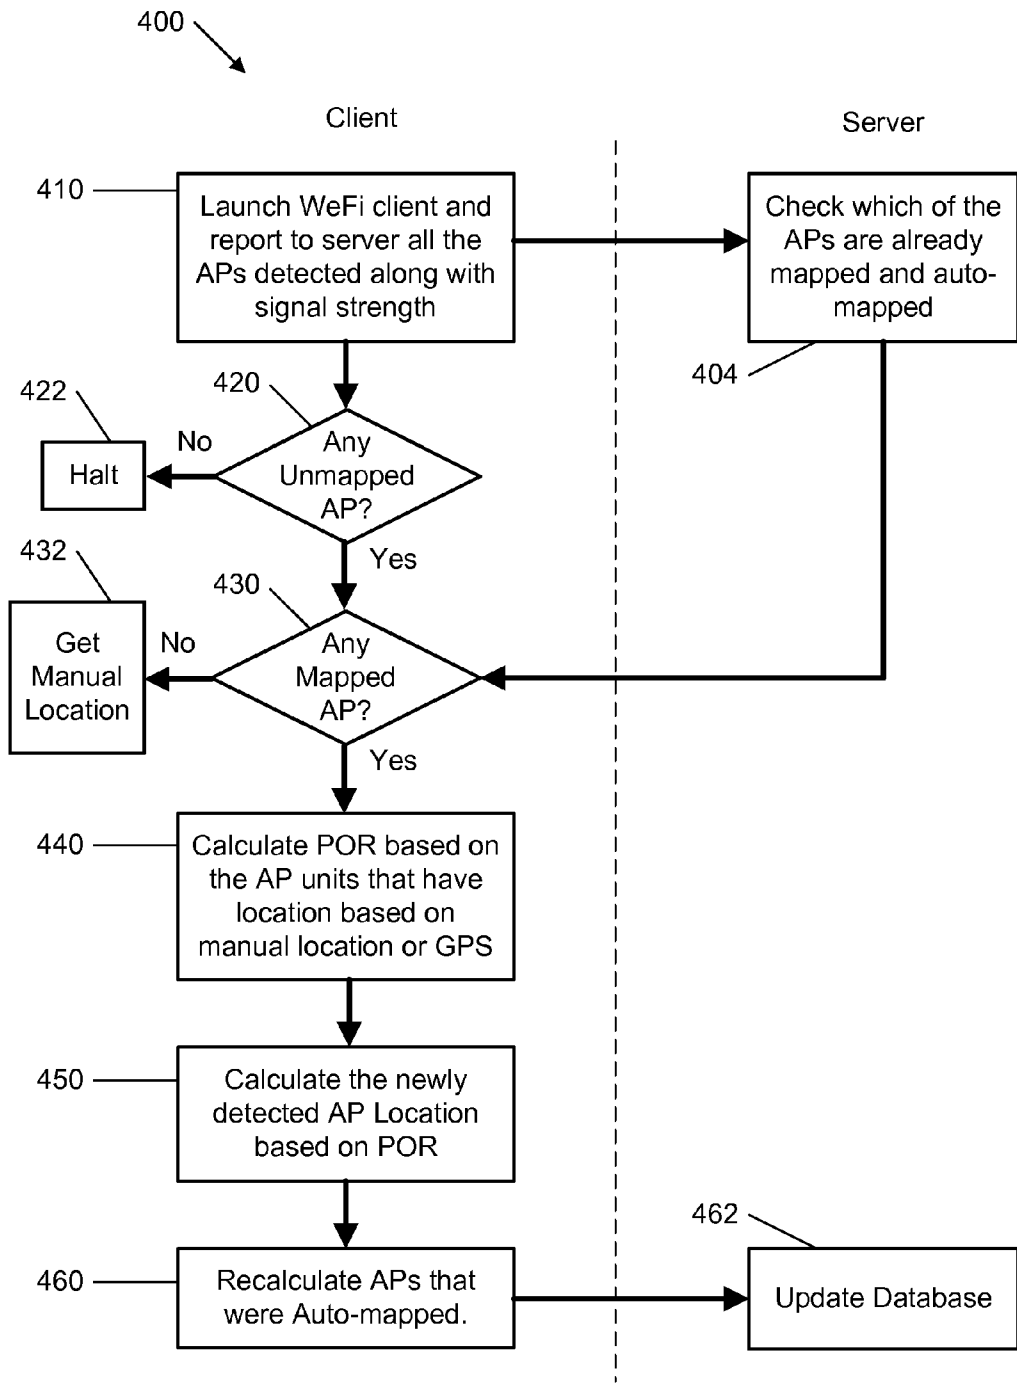 400
Client
Server
410
Launch WeFi client and
report to server all the
APs detected along with
signal strength
Check which of the
APs are already
mapped and auto-
mapped
404
420
422
No
Any
Unmapped
AP?
Halt
Yes
432
430
No
Any
Mapped
AP?
Get
Manual
Location
Yes
440
Calculate POR based on
the AP units that have
location based on
manual location or GPS
450
Calculate the newly
detected AP Location
based on POR
462
460
Recalculate APs that
were Auto-mapped.
Update Database